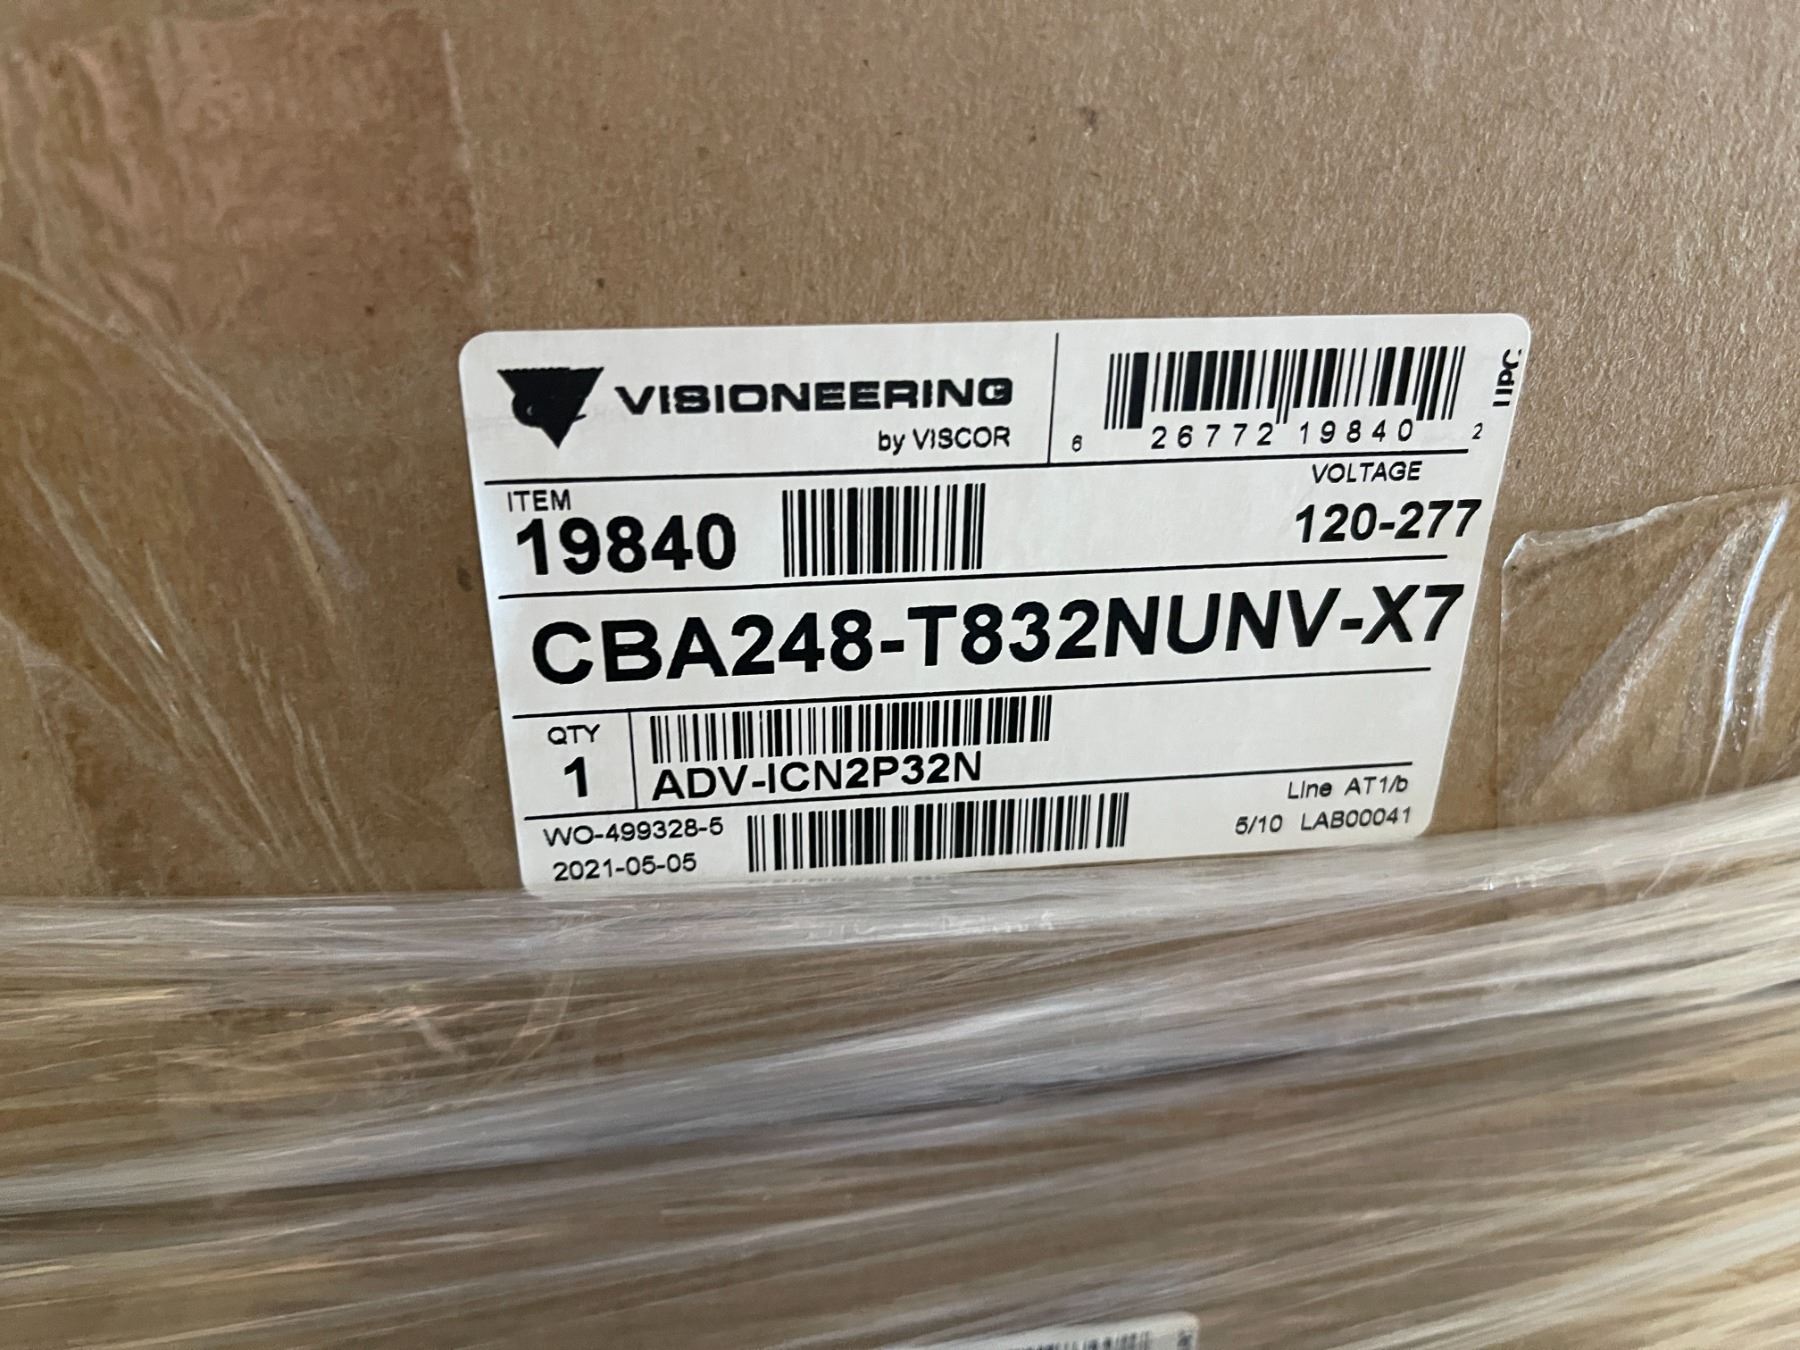 VISIONEERING
by VISCOR
6 26772 19840 2
UPC
ITEM
19840
VOLTAGE
120-277
CBA248-T832NUNV-X7
QTY
1
ADV-ICN2P32N
WO-499328-5
2021-05-05
Line AT1/b
5/10 LAB00041